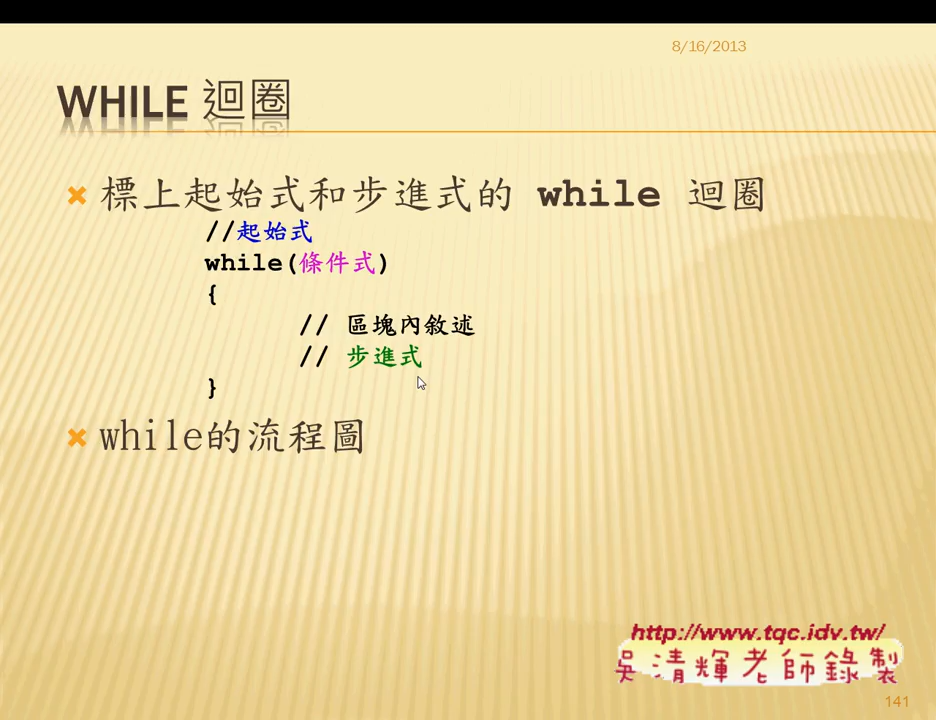 8/16/2013
WHILE 迴圈
標上起始式和步進式的 while 迴圈
//起始式
while(條件式)
{
// 區塊內敘述
// 步進式
}
while的流程圖
http://www.tqc.idv.tw/
吳清輝老師錄製
141